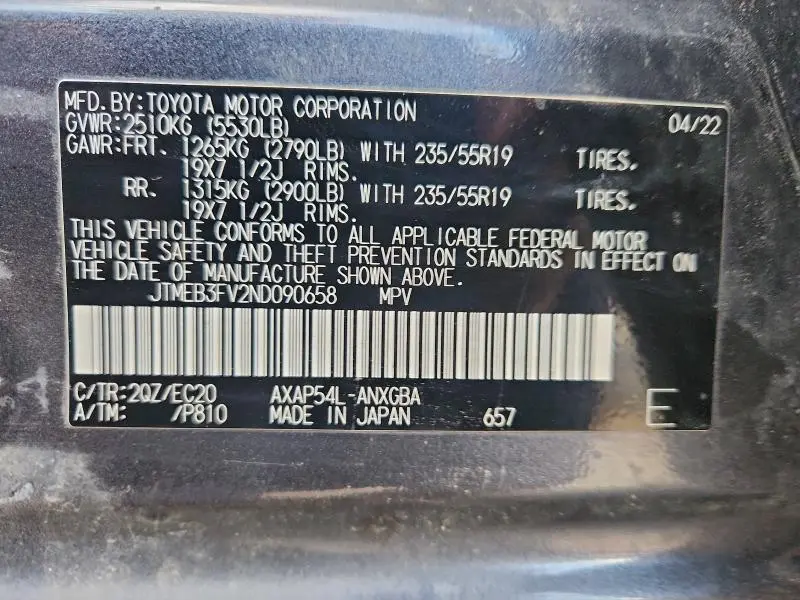 MFD.BY:TOYOTA MOTOR CORPORATION 04/22
GVWR:2510KG (5530LB)
GAWR:FRT. 1265KG (2790LB) WITH 235/55R19 TIRES.
19X7 1/2J RIMS.
RR. 1315KG (2900LB) WITH 235/55R19 TIRES.
19X7 1/2J RIMS.
THIS VEHICLE CONFORMS TO ALL APPLICABLE FEDERAL MOTOR
VEHICLE SAFETY AND THEFT PREVENTION STANDARDS IN EFFECT ON
THE DATE OF MANUFACTURE SHOWN ABOVE.
JTMEB3FV2ND090658 MPV
C/TR:2QZ/EC20 AXAP54L-ANXGBA
A/TM: /P810 MADE IN JAPAN 657 E